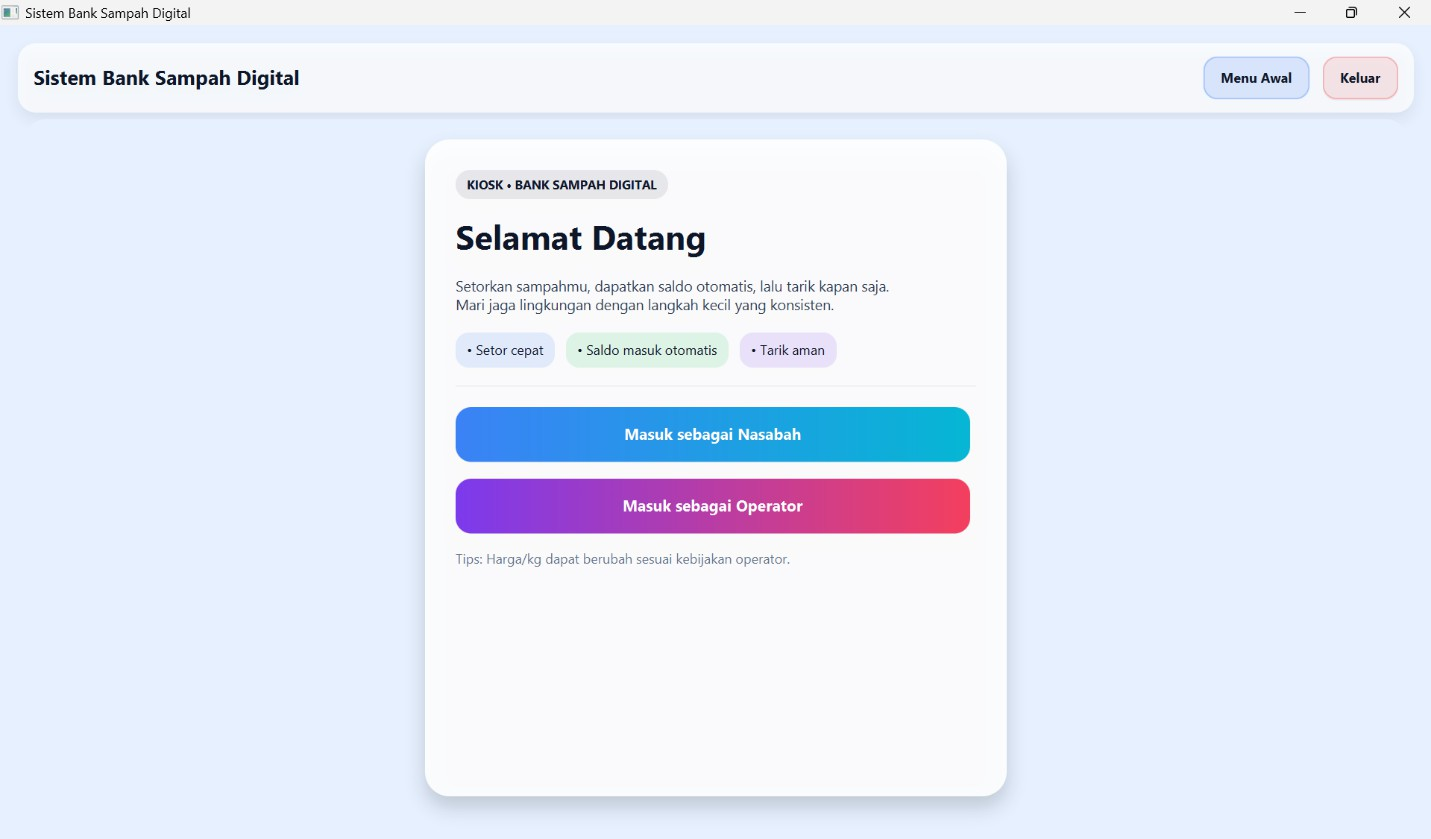 Sistem Bank Sampah Digital
Sistem Bank Sampah Digital
Menu Awal
Keluar
KIOSK • BANK SAMPAH DIGITAL
Selamat Datang
Setorkan sampahmu, dapatkan saldo otomatis, lalu tarik kapan saja.
Mari jaga lingkungan dengan langkah kecil yang konsisten.
• Setor cepat
• Saldo masuk otomatis
• Tarik aman
Masuk sebagai Nasabah
Masuk sebagai Operator
Tips: Harga/kg dapat berubah sesuai kebijakan operator.